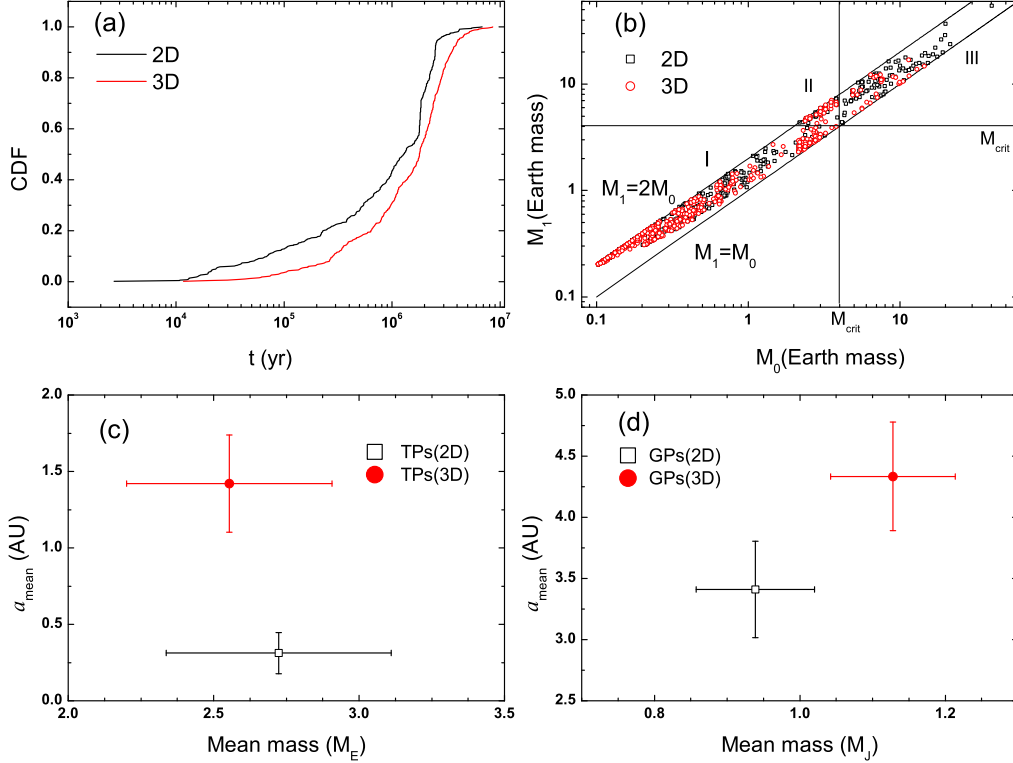 (a)
2D
3D
CDF
1.0
0.8
0.6
0.4
0.2
0.0
10³ 10⁴ 10⁵ 10⁶ 10⁷
t (yr)
(b)
2D
3D
II
III
I
M₁(Earth mass)
10
1
0.1
M_crit
M₁=2M₀
M₁=M₀
0.1 1 10
M_crit
M₀(Earth mass)
(c)
TPs(2D)
TPs(3D)
a_mean (AU)
2.0
1.5
1.0
0.5
0.0
2.0 2.5 3.0 3.5
Mean mass (M_E)
(d)
GPs(2D)
GPs(3D)
a_mean (AU)
5.0
4.5
4.0
3.5
3.0
2.5
0.8 1.0 1.2
Mean mass (M_J)